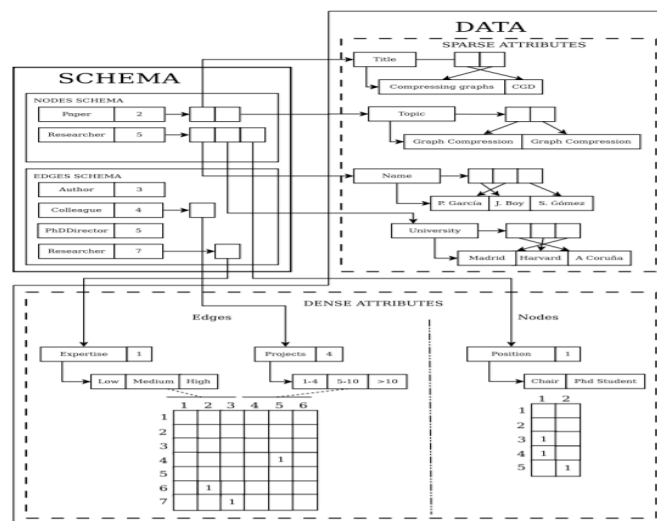 DATA
SPARSE ATTRIBUTES
Title
Compressing graphs CGD
Topic
Graph Compression Graph Compression
Name
P. García J. Boy S. Gómez
University
Madrid Harvard A Coruña
SCHEMA
NODES SCHEMA
Paper 2
Researcher 5
EDGES SCHEMA
Author 3
Colleague 4
PhDDirector 5
Researcher 7
DENSE ATTRIBUTES
Edges
Expertise 1
Low Medium High
Projects 4
1-4 5-10 >10
1 2 3 4 5 6
1
2
3
4 1
5
6 1
7 1
Nodes
Position 1
Chair Phd Student
1 2
1
2
3 1
4 1
5 1